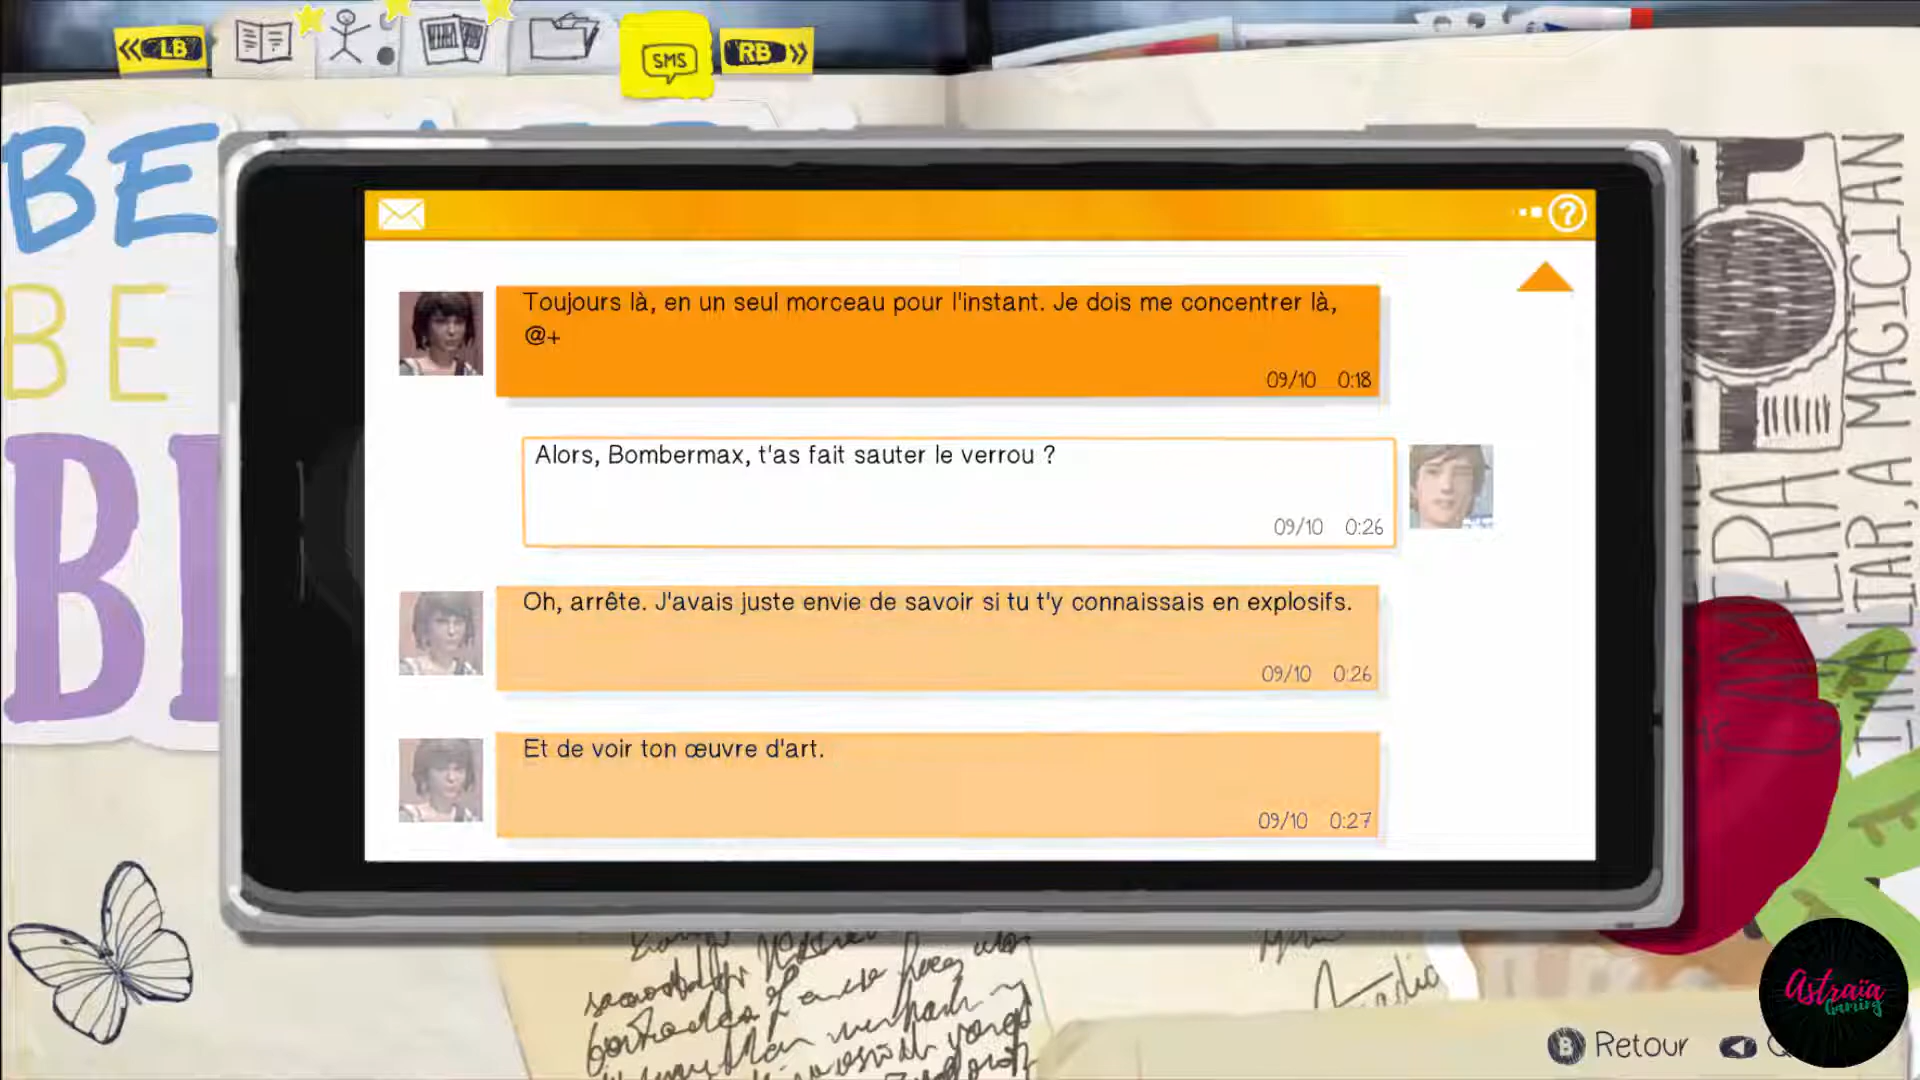 LB
SMS
RB
BE
BE
Toujours là, en un seul morceau pour l'instant. Je dois me concentrer là,
@+
09/10 0:18
Alors, Bombermax, t'as fait sauter le verrou ?
09/10 0:26
Oh, arrête. J'avais juste envie de savoir si tu t'y connaissais en explosifs.
09/10 0:26
Et de voir ton œuvre d'art.
09/10 0:27
LIAR, A MAGICIAN
Astraïa
Gaming
B Retour